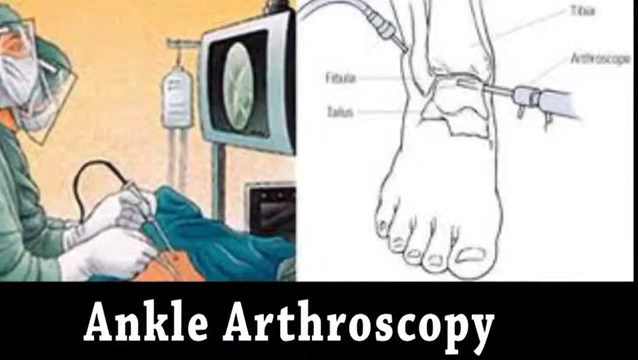 Tibia
Arthroscope
Fibula
Talus
Ankle Arthroscopy